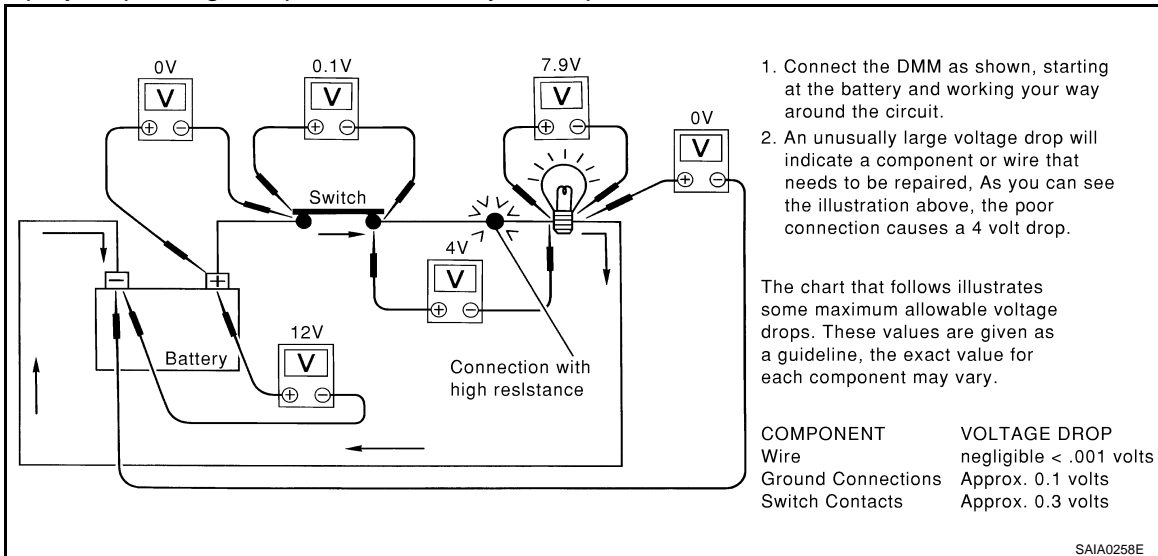 0V
0.1V
7.9V
0V
V
V
V
V
Switch
4V
V
12V
V
Battery
Connection with
high reslstance
1. Connect the DMM as shown, starting
at the battery and working your way
around the circuit.
2. An unusually large voltage drop will
indicate a component or wire that
needs to be repaired, As you can see
the illustration above, the poor
connection causes a 4 volt drop.
The chart that follows illustrates
some maximum allowable voltage
drops. These values are given as
a guideline, the exact value for
each component may vary.
COMPONENT VOLTAGE DROP
Wire negligible < .001 volts
Ground Connections Approx. 0.1 volts
Switch Contacts Approx. 0.3 volts
SAIA0258E